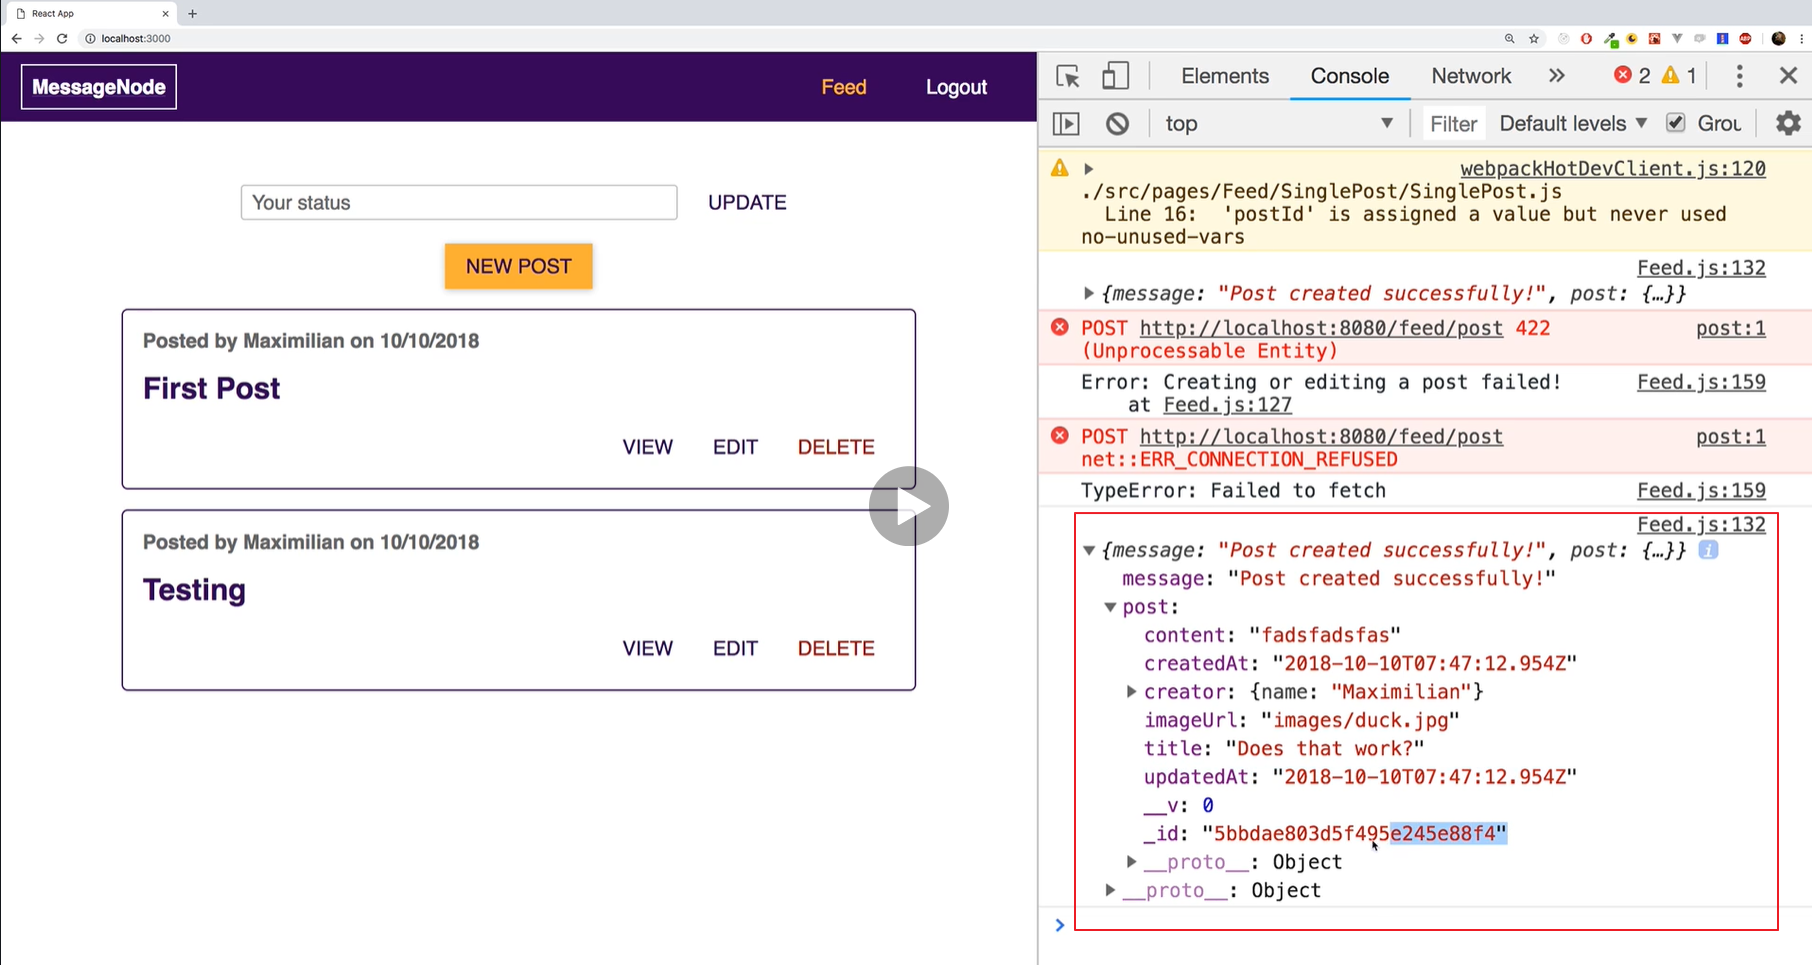 React App
localhost:3000
MessageNode
Feed
Logout
Your status
UPDATE
NEW POST
Posted by Maximilian on 10/10/2018
First Post
VIEW EDIT DELETE
Posted by Maximilian on 10/10/2018
Testing
VIEW EDIT DELETE
Elements Console Network » 2 1
top Filter Default levels Grou
webpackHotDevClient.js:120
./src/pages/Feed/SinglePost/SinglePost.js
Line 16: 'postId' is assigned a value but never used
no-unused-vars
Feed.js:132
{message: "Post created successfully!", post: {…}}
POST http://localhost:8080/feed/post 422 post:1
(Unprocessable Entity)
Error: Creating or editing a post failed! Feed.js:159
at Feed.js:127
POST http://localhost:8080/feed/post post:1
net::ERR_CONNECTION_REFUSED
TypeError: Failed to fetch Feed.js:159
Feed.js:132
{message: "Post created successfully!", post: {…}} i
message: "Post created successfully!"
post:
content: "fadsfadsfas"
createdAt: "2018-10-10T07:47:12.954Z"
creator: {name: "Maximilian"}
imageUrl: "images/duck.jpg"
title: "Does that work?"
updatedAt: "2018-10-10T07:47:12.954Z"
__v: 0
_id: "5bbdae803d5f495e245e88f4"
__proto__: Object
__proto__: Object